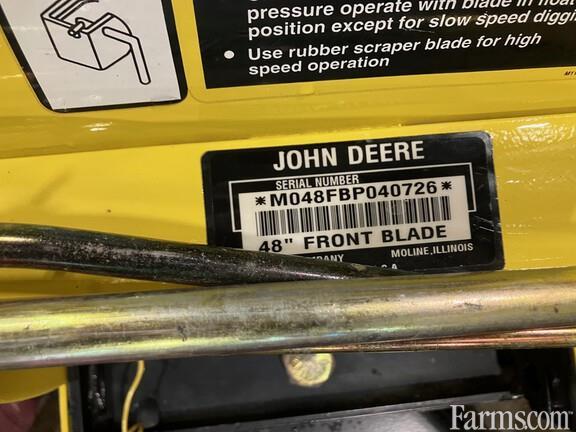 pressure operate with blade in float
position except for slow speed diggi
• Use rubber scraper blade for high
speed operation
JOHN DEERE
SERIAL NUMBER
*M048FBP040726*
48" FRONT BLADE
MOLINE, ILLINOIS
Farms.com